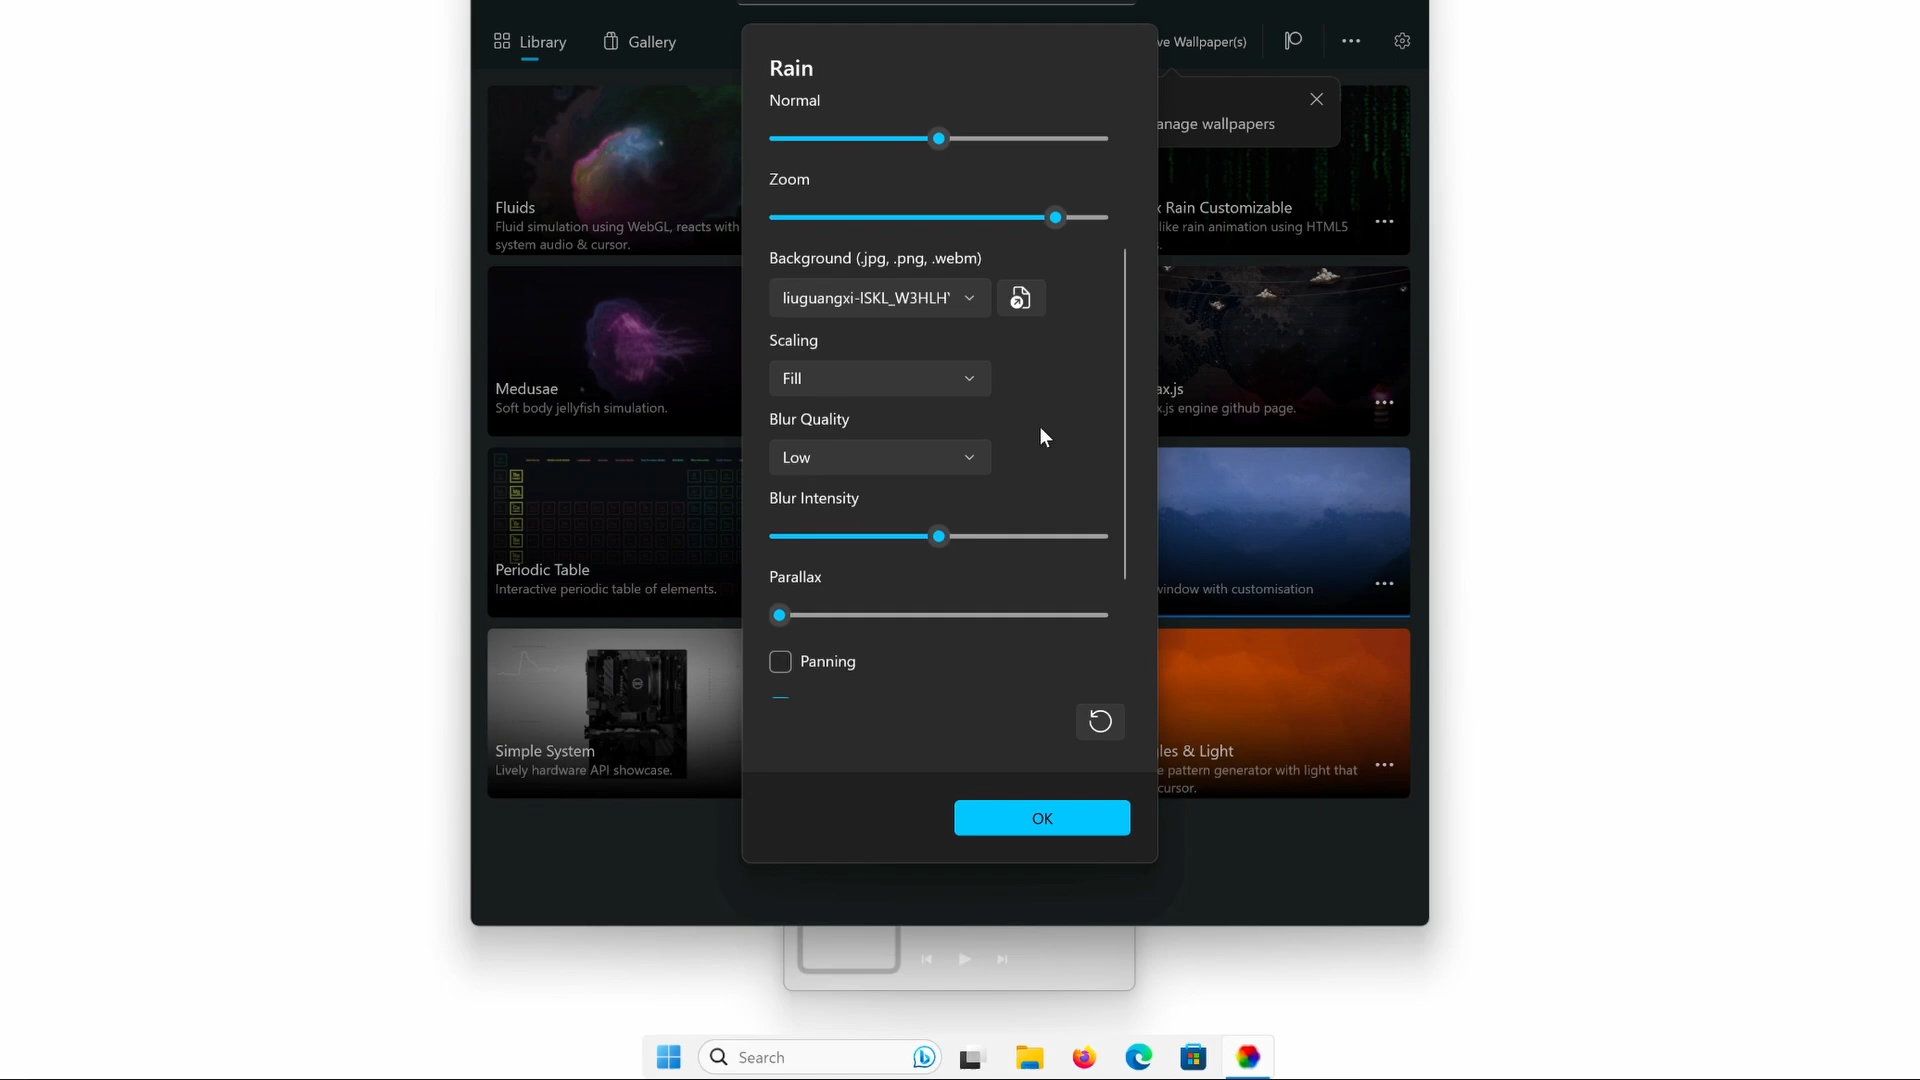 Library
Gallery
ve Wallpaper(s)
anage wallpapers
Rain
Normal
Zoom
Background (.jpg, .png, .webm)
liuguangxi-ISKL_W3HLH
Scaling
Fill
Blur Quality
Low
Blur Intensity
Parallax
Panning
OK
Fluids
Fluid simulation using WebGL, reacts with
system audio & cursor.
Medusae
Soft body jellyfish simulation.
Periodic Table
Interactive periodic table of elements.
Simple System
Lively hardware API showcase.
x Rain Customizable
like rain animation using HTML5
s.
ax.js
x.js engine github page.
window with customisation
les & Light
e pattern generator with light that
cursor.
Search